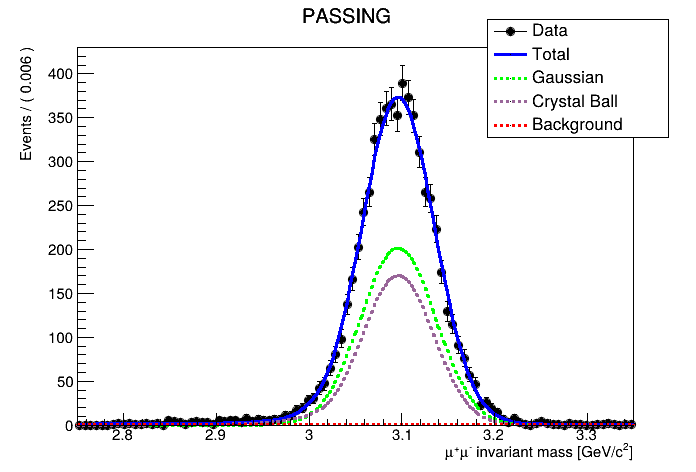 PASSING
Data
Total
Gaussian
Crystal Ball
Background
Events / ( 0.006 )
400
350
300
250
200
150
100
50
0
2.8 2.9 3 3.1 3.2 3.3
μ⁺μ⁻ invariant mass [GeV/c²]